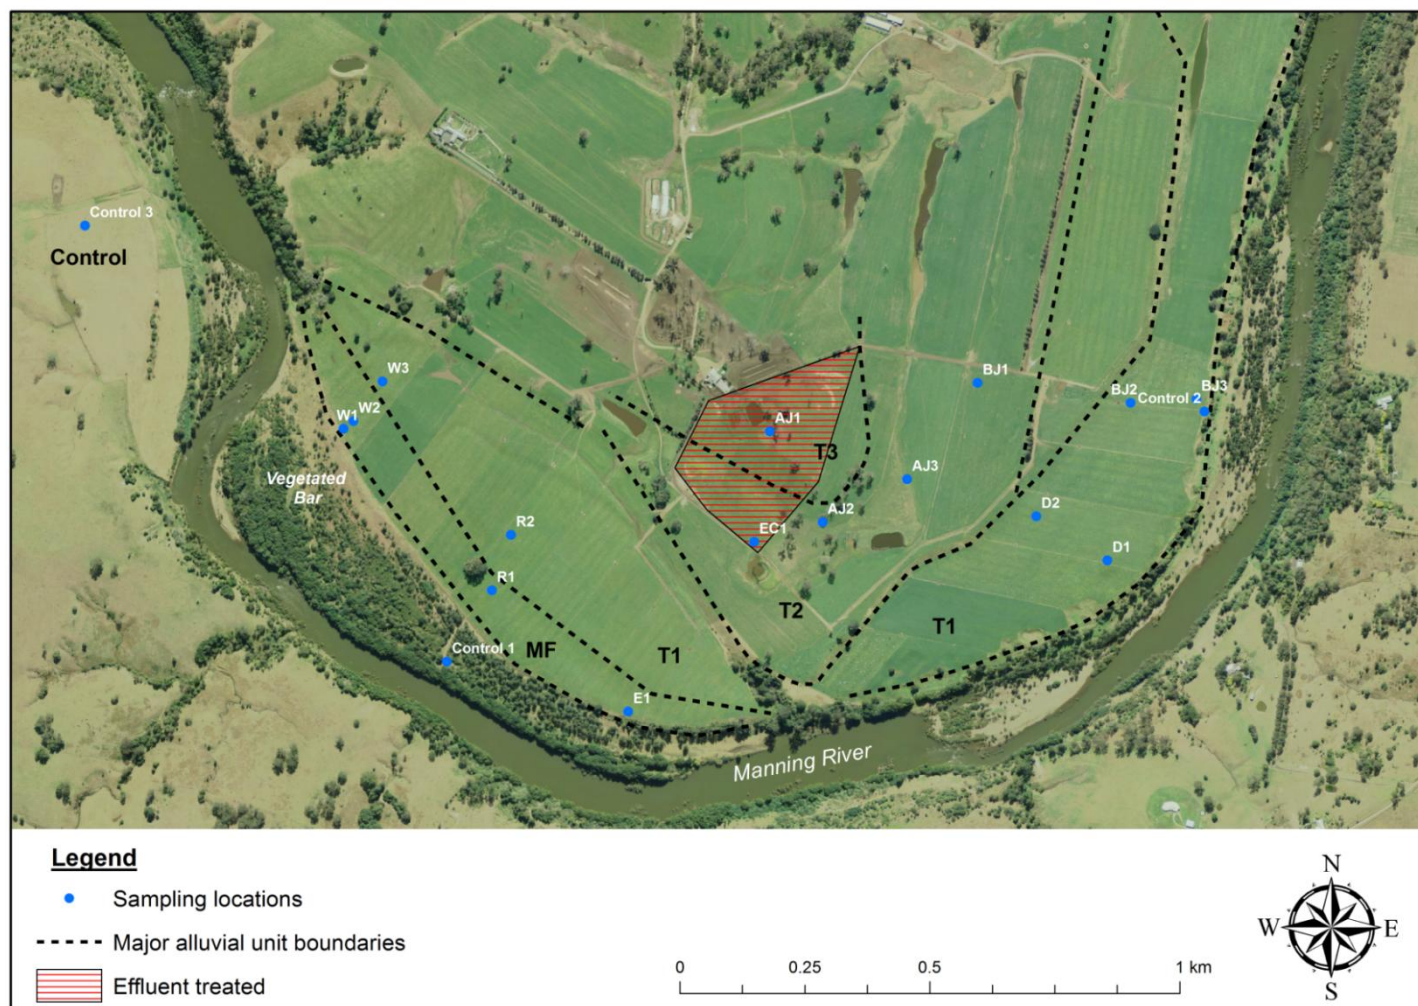 Control 3
Control
W3
W1
W2
Vegetated
Bar
R2
R1
Control 1
MF
T1
E1
AJ1
T3
AJ2
EC1
T2
AJ3
BJ1
BJ2
Control 2
BJ3
D2
D1
T1
Manning River
Legend
Sampling locations
Major alluvial unit boundaries
Effluent treated
0 0.25 0.5 1 km
N
W E
S